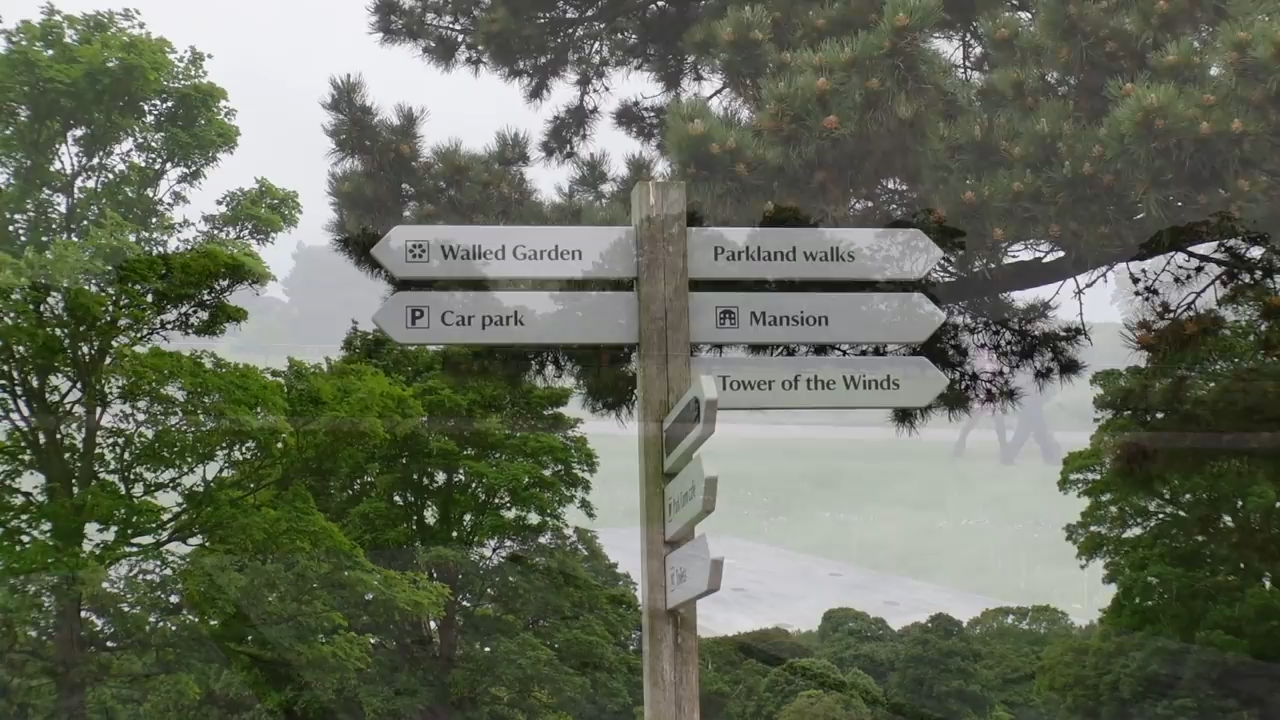 Walled Garden
Parkland walks
P Car park
Mansion
Tower of the Winds